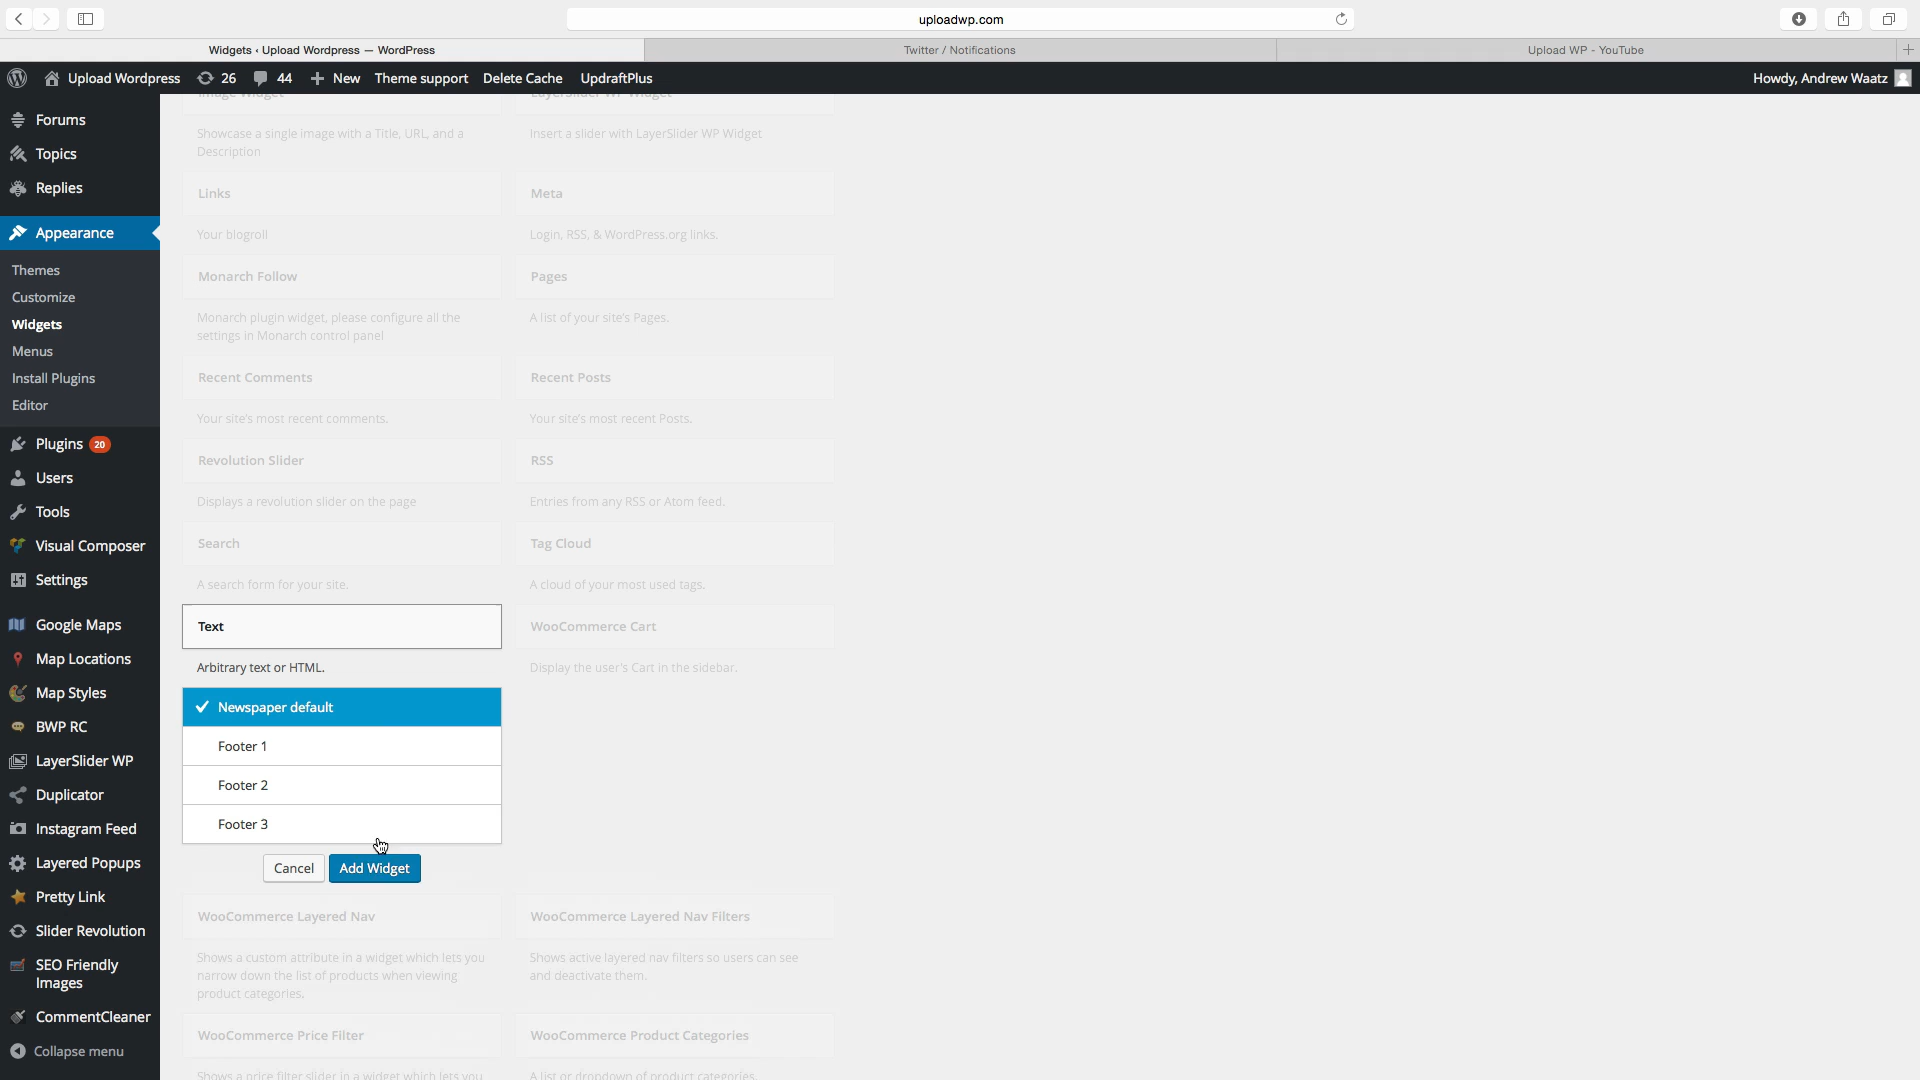 uploadwp.com
Widgets ‹ Upload Wordpress — WordPress
Twitter / Notifications
Upload WP - YouTube
Upload Wordpress
26
44
New
Theme support
Delete Cache
UpdraftPlus
Howdy, Andrew Waatz
Forums
Topics
Replies
Appearance
Themes
Customize
Widgets
Menus
Install Plugins
Editor
Plugins 20
Users
Tools
Visual Composer
Settings
Google Maps
Map Locations
Map Styles
BWP RC
LayerSlider WP
Duplicator
Instagram Feed
Layered Popups
Pretty Link
Slider Revolution
SEO Friendly
Images
CommentCleaner
Collapse menu
Image Widget
LayerSlider WP Widget
Showcase a single image with a Title, URL, and a
Description
Insert a slider with LayerSlider WP Widget
Links
Meta
Your blogroll
Login, RSS, & WordPress.org links.
Monarch Follow
Pages
Monarch plugin widget, please configure all the
settings in Monarch control panel
A list of your site's Pages.
Recent Comments
Recent Posts
Your site's most recent comments.
Your site's most recent Posts.
Revolution Slider
RSS
Displays a revolution slider on the page
Entries from any RSS or Atom feed.
Search
Tag Cloud
A search form for your site.
A cloud of your most used tags.
Text
WooCommerce Cart
Arbitrary text or HTML.
Display the user's Cart in the sidebar.
Newspaper default
Footer 1
Footer 2
Footer 3
Cancel
Add Widget
WooCommerce Layered Nav
WooCommerce Layered Nav Filters
Shows a custom attribute in a widget which lets you
narrow down the list of products when viewing
product categories.
Shows active layered nav filters so users can see
and deactivate them.
WooCommerce Price Filter
WooCommerce Product Categories
Shows a price filter slider in a widget which lets you
A list or dropdown of product categories.